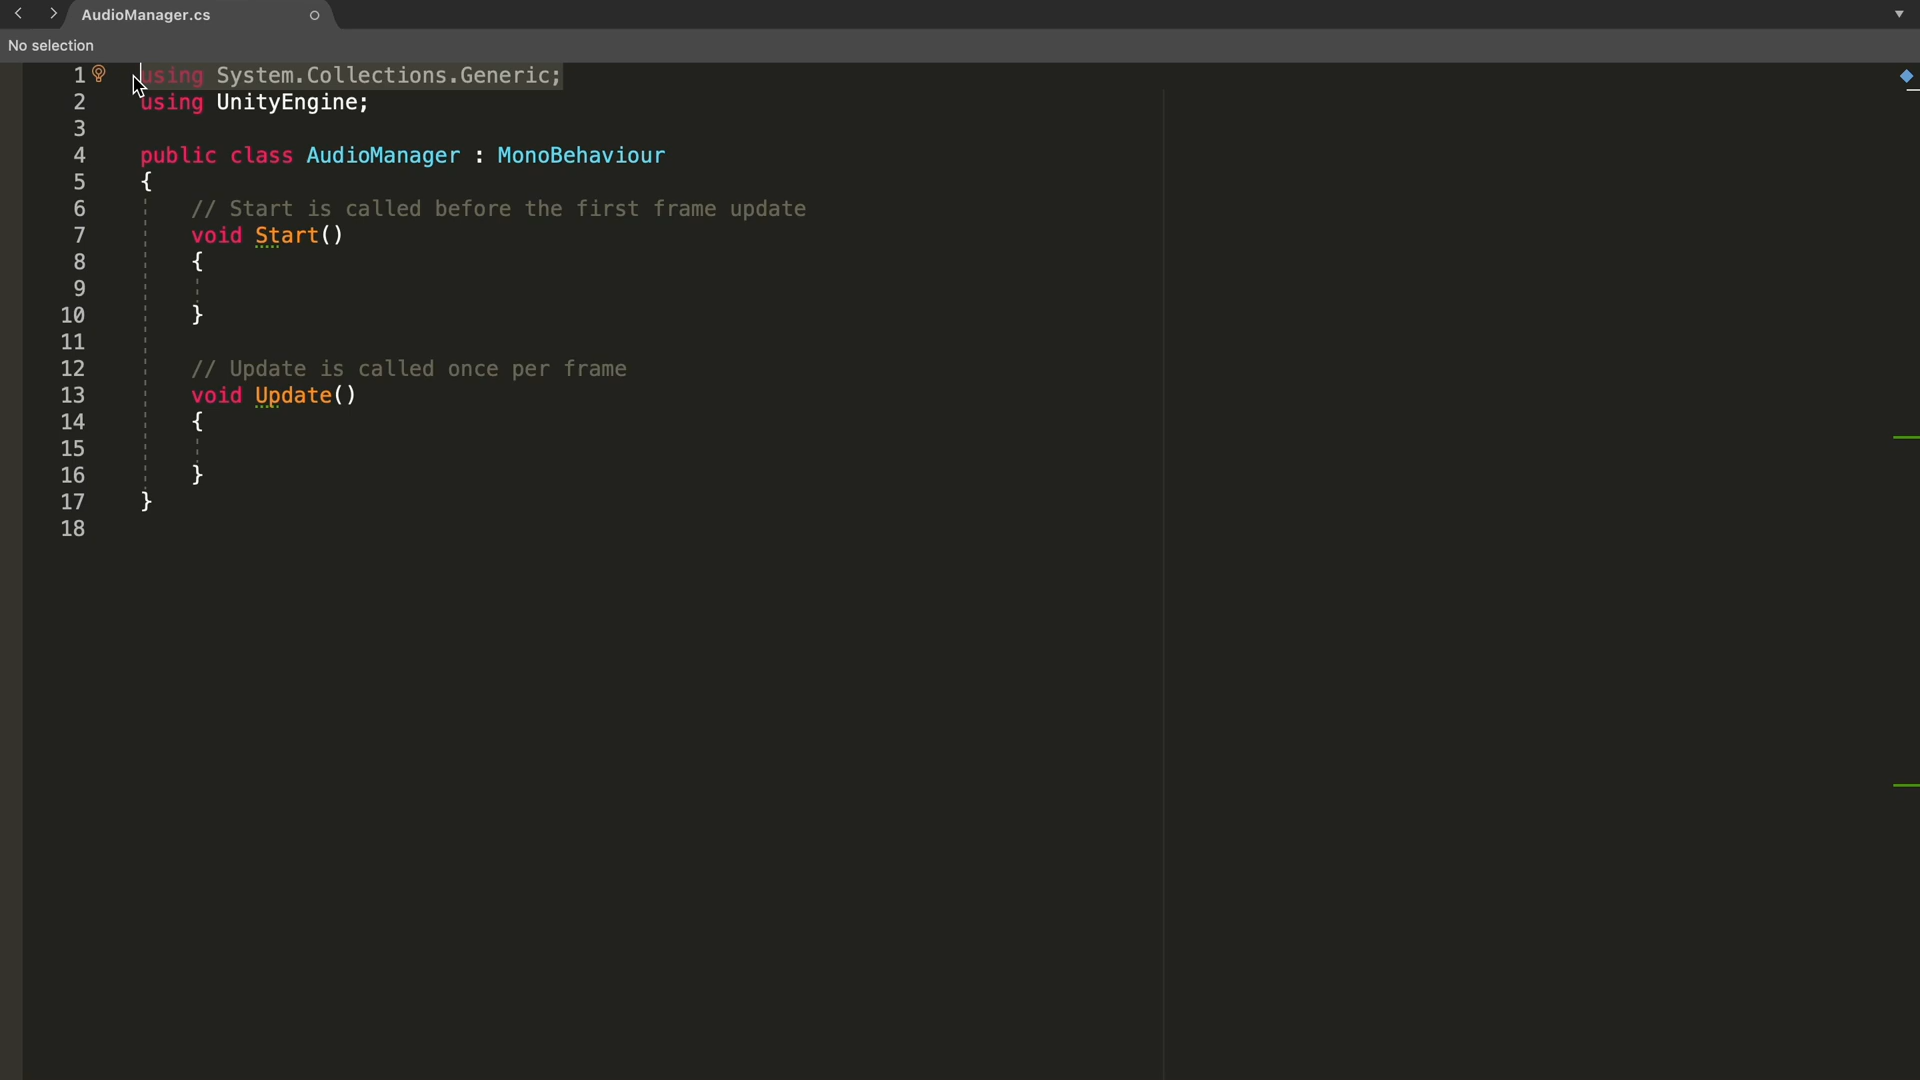 AudioManager.cs
No selection
1 using System.Collections.Generic;
2 using UnityEngine;
3
4 public class AudioManager : MonoBehaviour
5 {
6 // Start is called before the first frame update
7 void Start()
8 {
9
10 }
11
12 // Update is called once per frame
13 void Update()
14 {
15
16 }
17 }
18